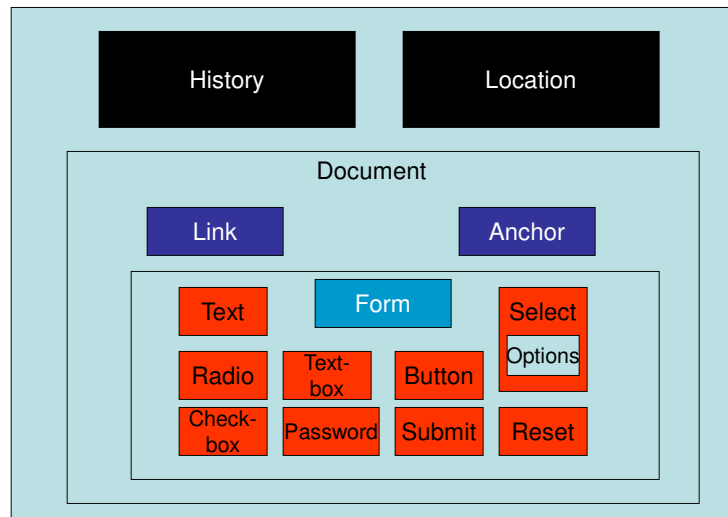 History
Location
Document
Link
Anchor
Form
Text
Select
Options
Radio
Text-
box
Button
Check-
box
Password
Submit
Reset